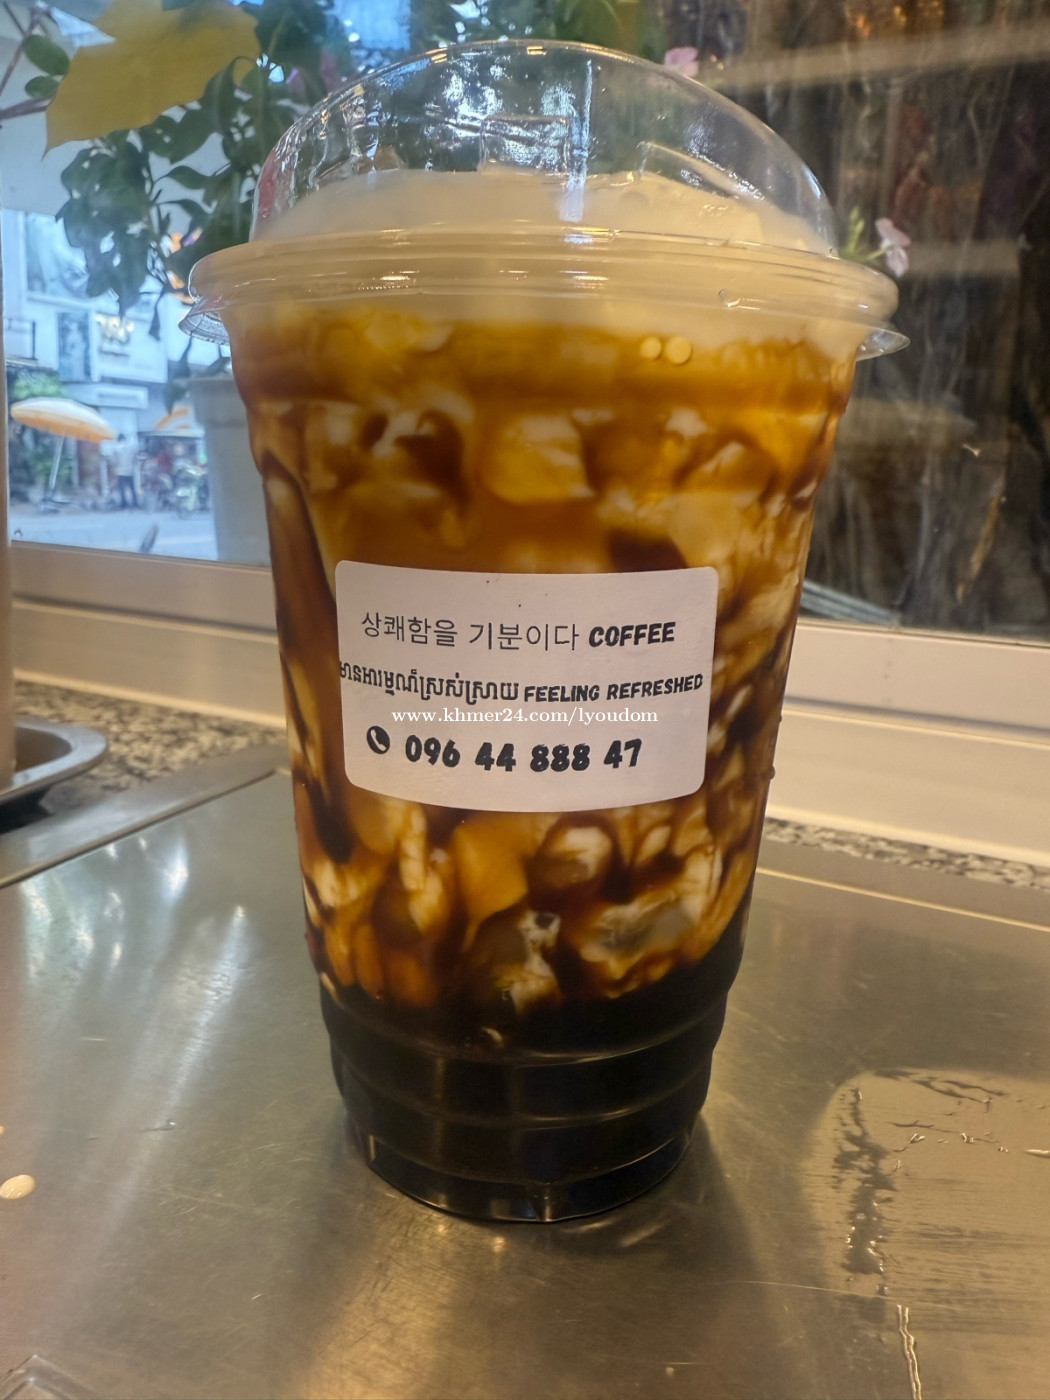 상쾌함을 기분이다 COFFEE
មានអារម្មណ៍ស្រស់ស្រាយ FEELING REFRESHED
www.khmer24.com/lyoudom
096 44 888 47